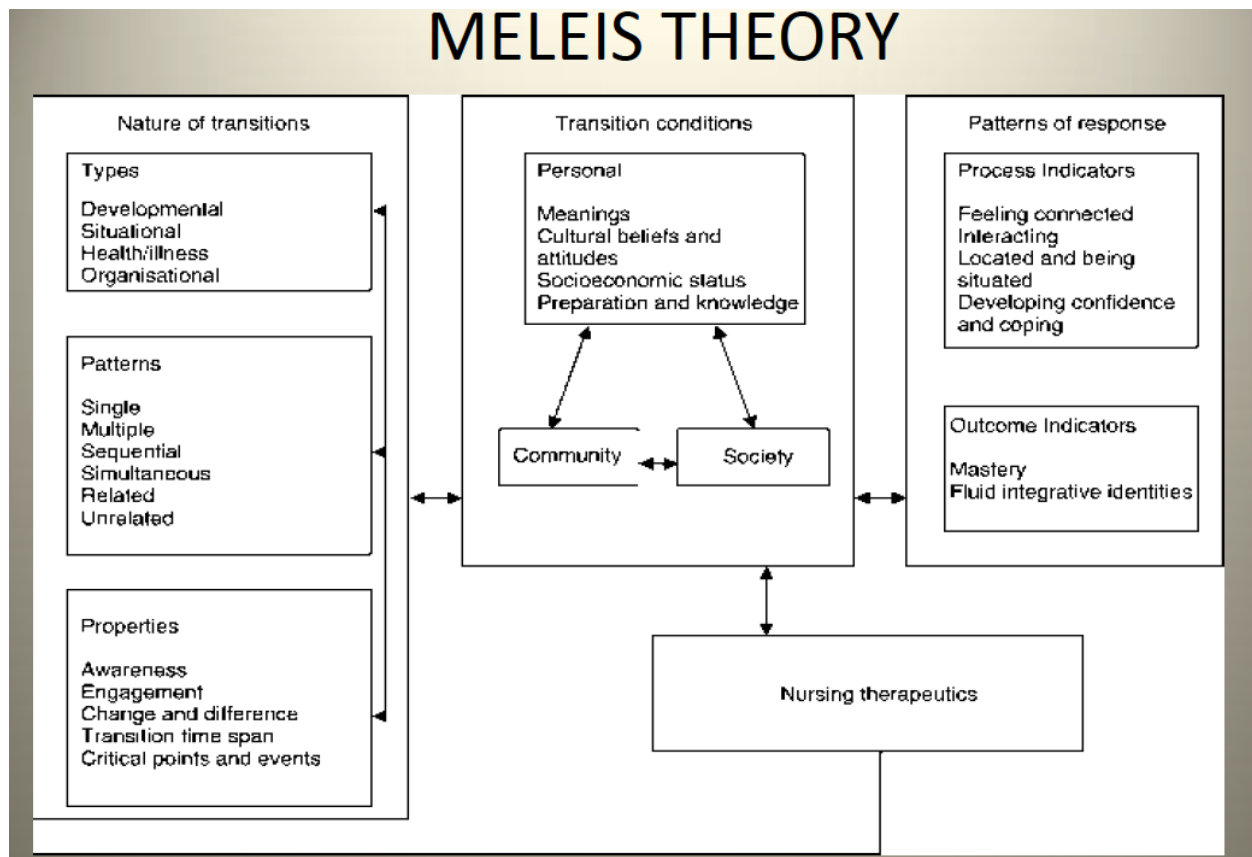 MELEIS THEORY
Nature of transitions
Types
Developmental
Situational
Health/illness
Organisational
Patterns
Single
Multiple
Sequential
Simultaneous
Related
Unrelated
Properties
Awareness
Engagement
Change and difference
Transition time span
Critical points and events
Transition conditions
Personal
Meanings
Cultural beliefs and
attitudes
Socioeconomic status
Preparation and knowledge
Community
Society
Patterns of response
Process Indicators
Feeling connected
Interacting
Located and being
situated
Developing confidence
and coping
Outcome Indicators
Mastery
Fluid integrative identities
Nursing therapeutics